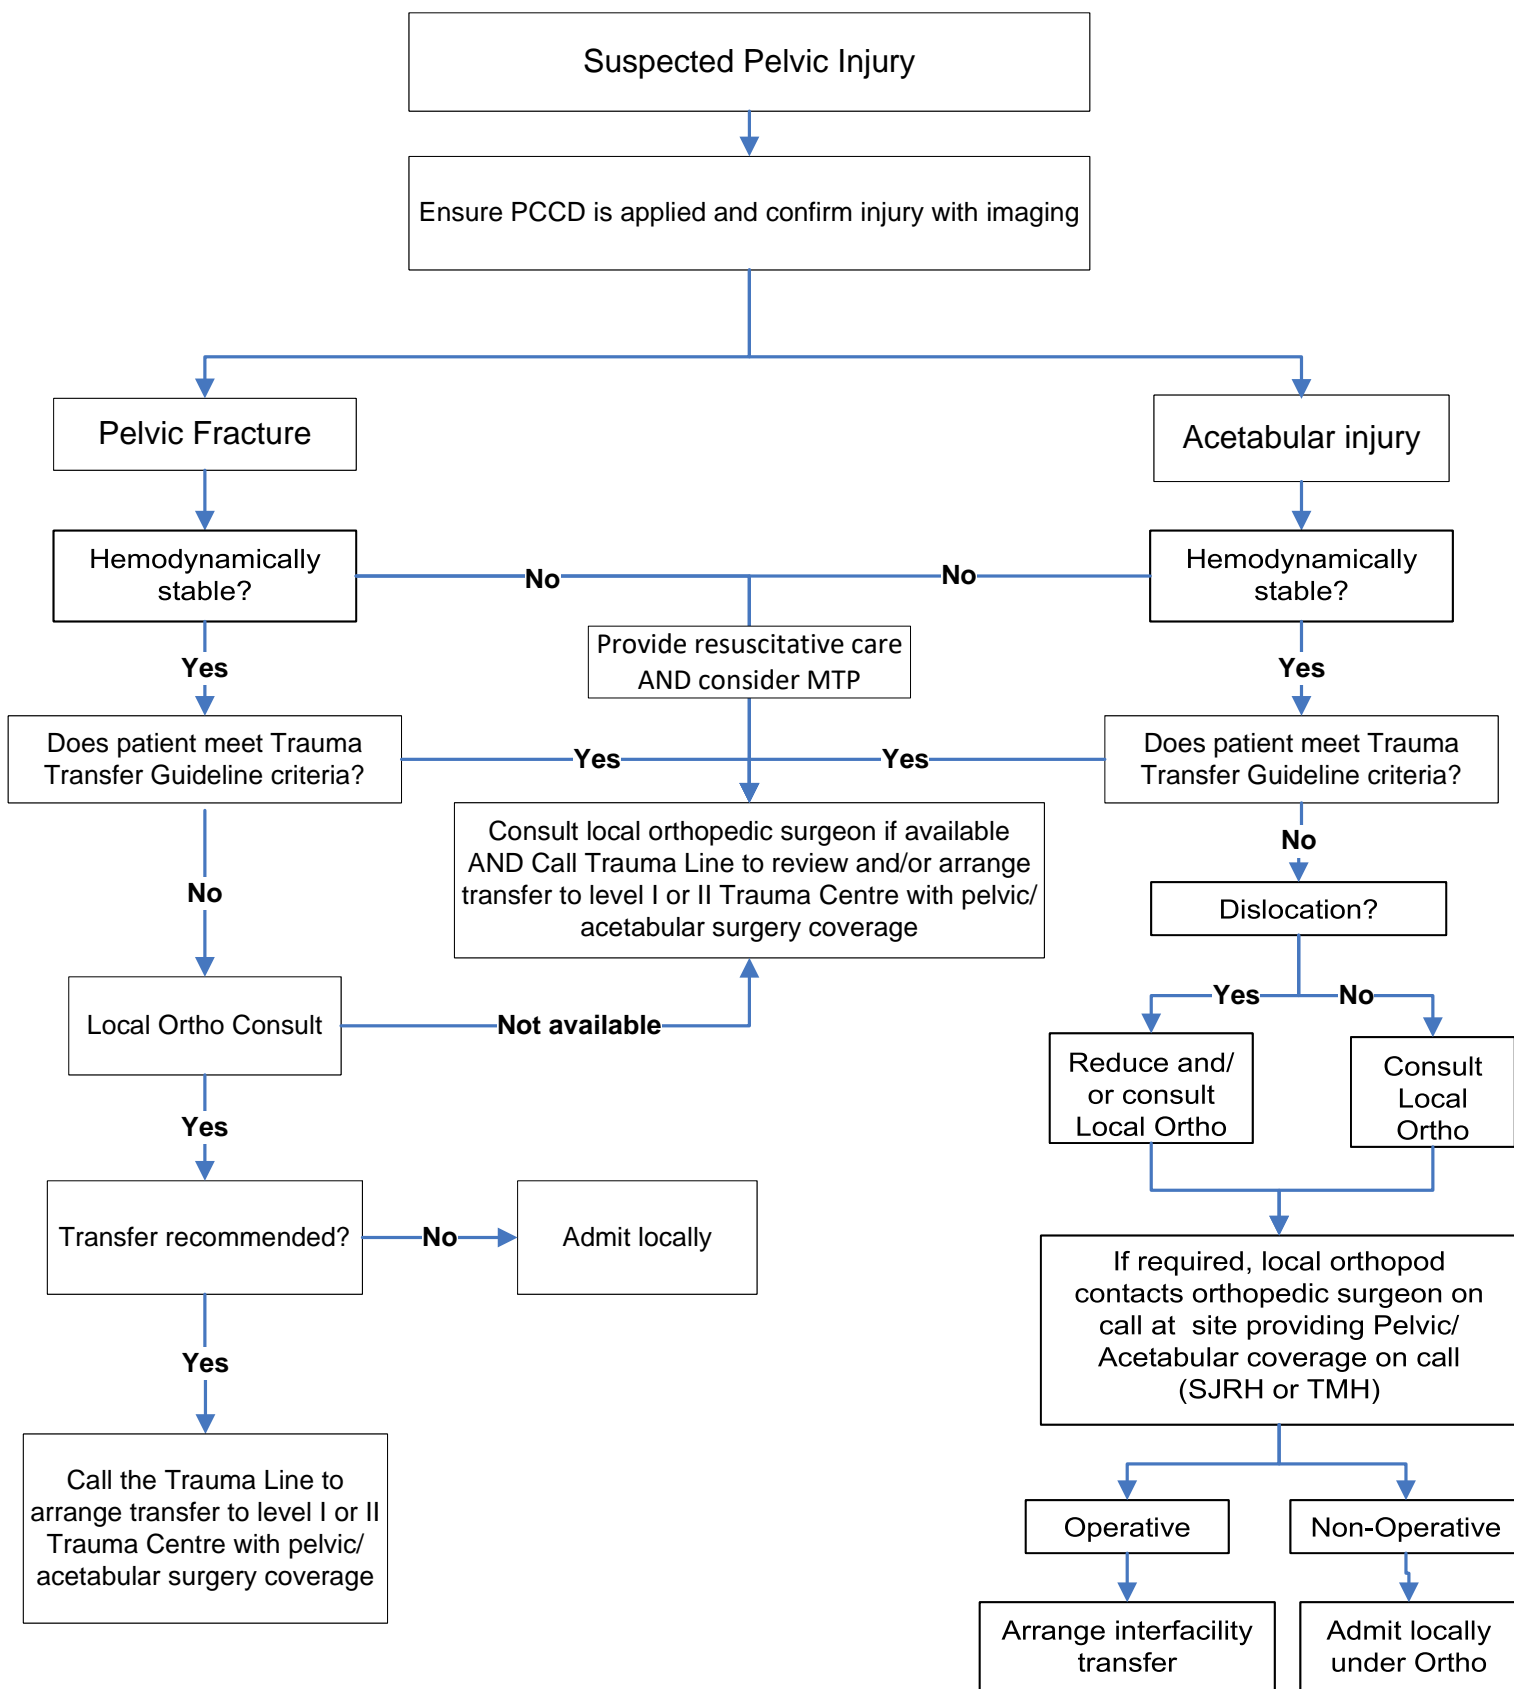 Suspected Pelvic Injury
Ensure PCCD is applied and confirm injury with imaging
Pelvic Fracture
Acetabular injury
Hemodynamically
stable?
No
No
Hemodynamically
stable?
Yes
Provide resuscitative care
AND consider MTP
Yes
Does patient meet Trauma
Transfer Guideline criteria?
Yes
Yes
Does patient meet Trauma
Transfer Guideline criteria?
Consult local orthopedic surgeon if available
AND Call Trauma Line to review and/or arrange
transfer to level I or II Trauma Centre with pelvic/
acetabular surgery coverage
No
No
Dislocation?
Local Ortho Consult
Not available
Yes
No
Reduce and/
or consult
Local Ortho
Consult
Local
Ortho
Yes
Transfer recommended?
No
Admit locally
If required, local orthopod
contacts orthopedic surgeon on
call at  site providing Pelvic/
Acetabular coverage on call
(SJRH or TMH)
Yes
Call the Trauma Line to
arrange transfer to level I or II
Trauma Centre with pelvic/
acetabular surgery coverage
Operative
Non-Operative
Arrange interfacility
transfer
Admit locally
under Ortho